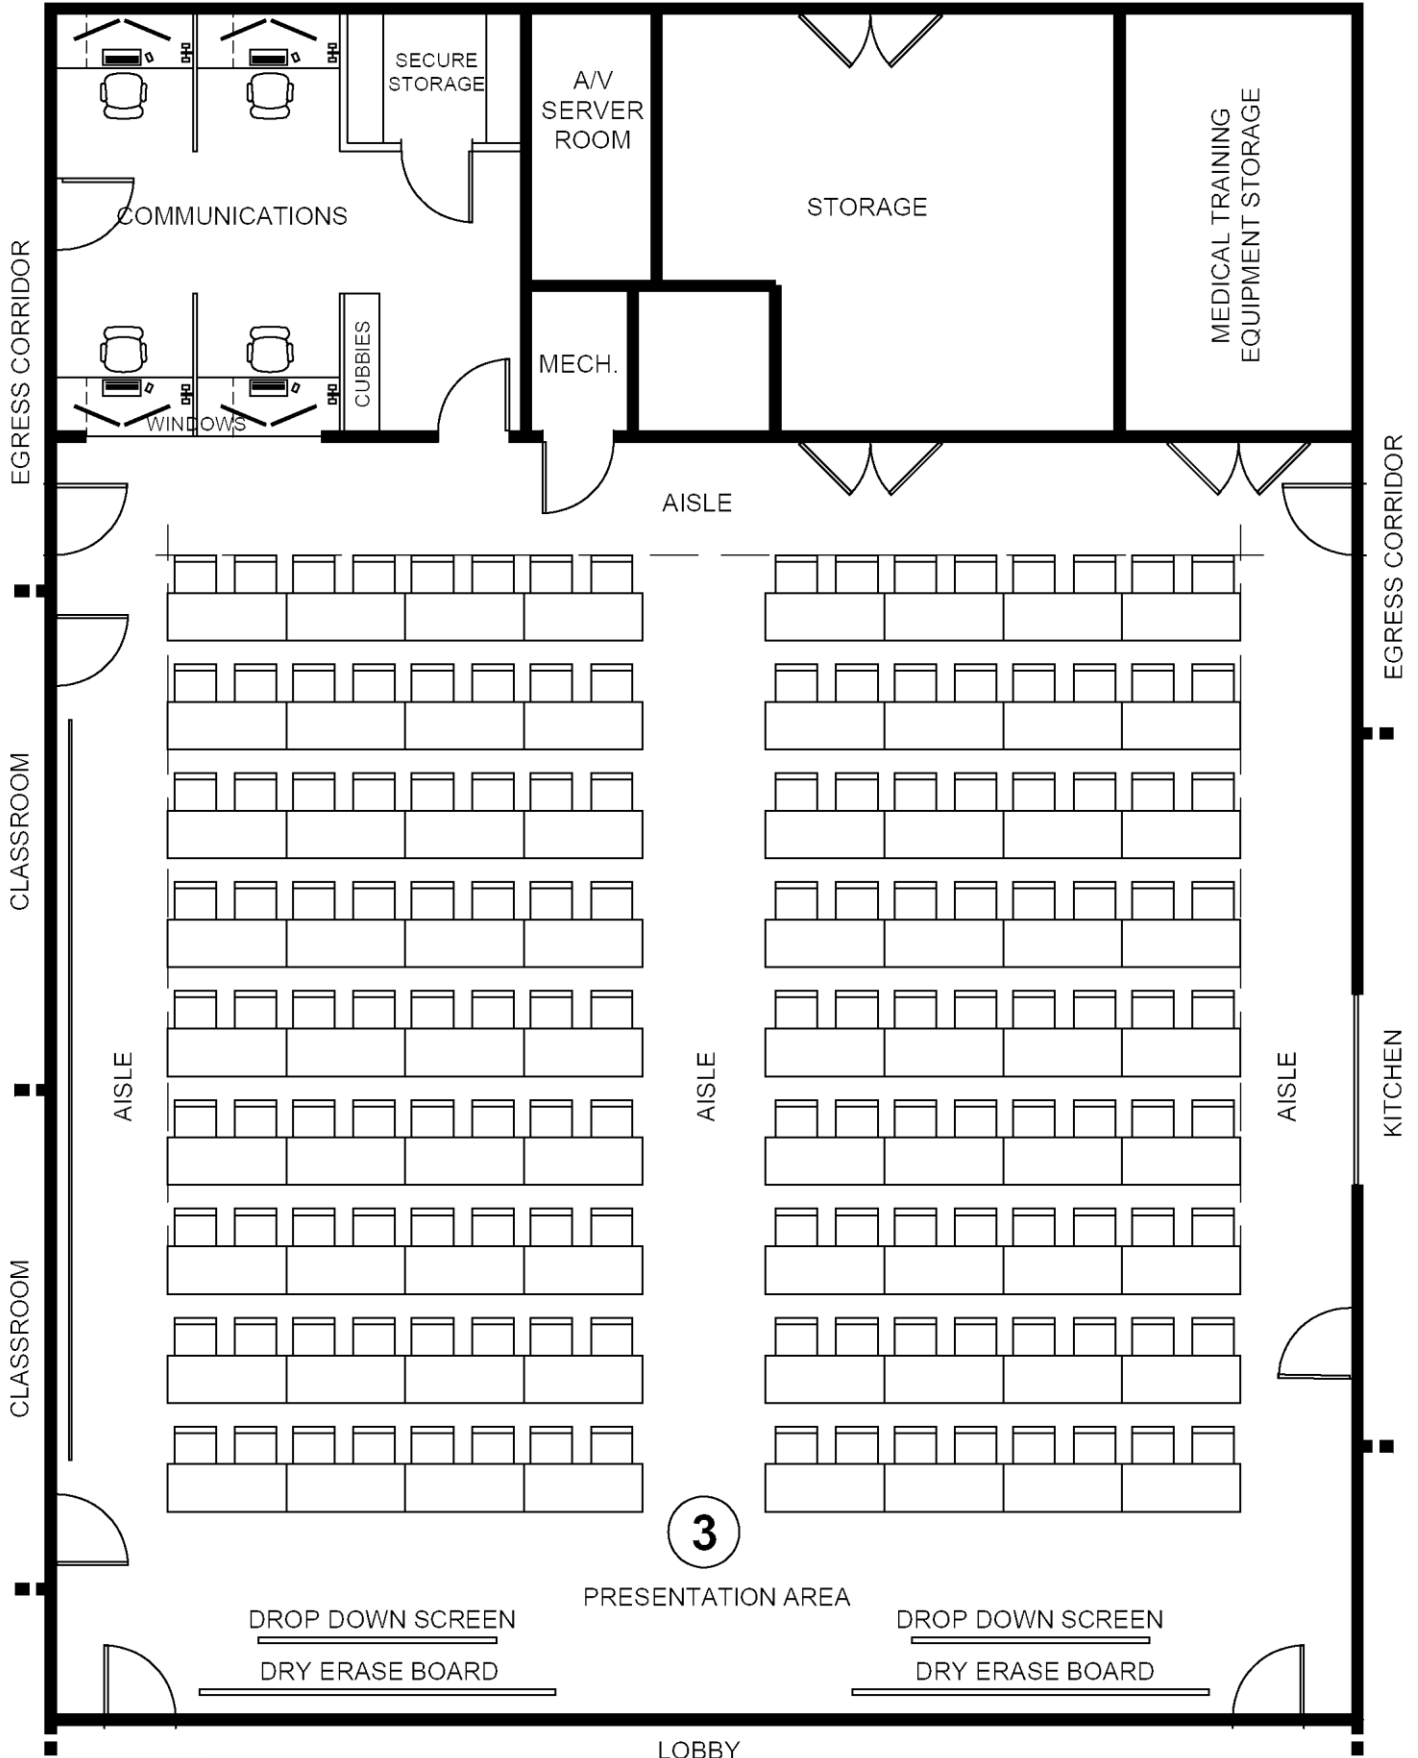 SECURE
STORAGE
A/V
SERVER
ROOM
COMMUNICATIONS
STORAGE
MEDICAL TRAINING
EQUIPMENT STORAGE
EGRESS CORRIDOR
CUBBIES
MECH.
WINDOWS
AISLE
EGRESS CORRIDOR
CLASSROOM
AISLE
AISLE
AISLE
KITCHEN
CLASSROOM
3
PRESENTATION AREA
DROP DOWN SCREEN
DROP DOWN SCREEN
DRY ERASE BOARD
DRY ERASE BOARD
LOBBY